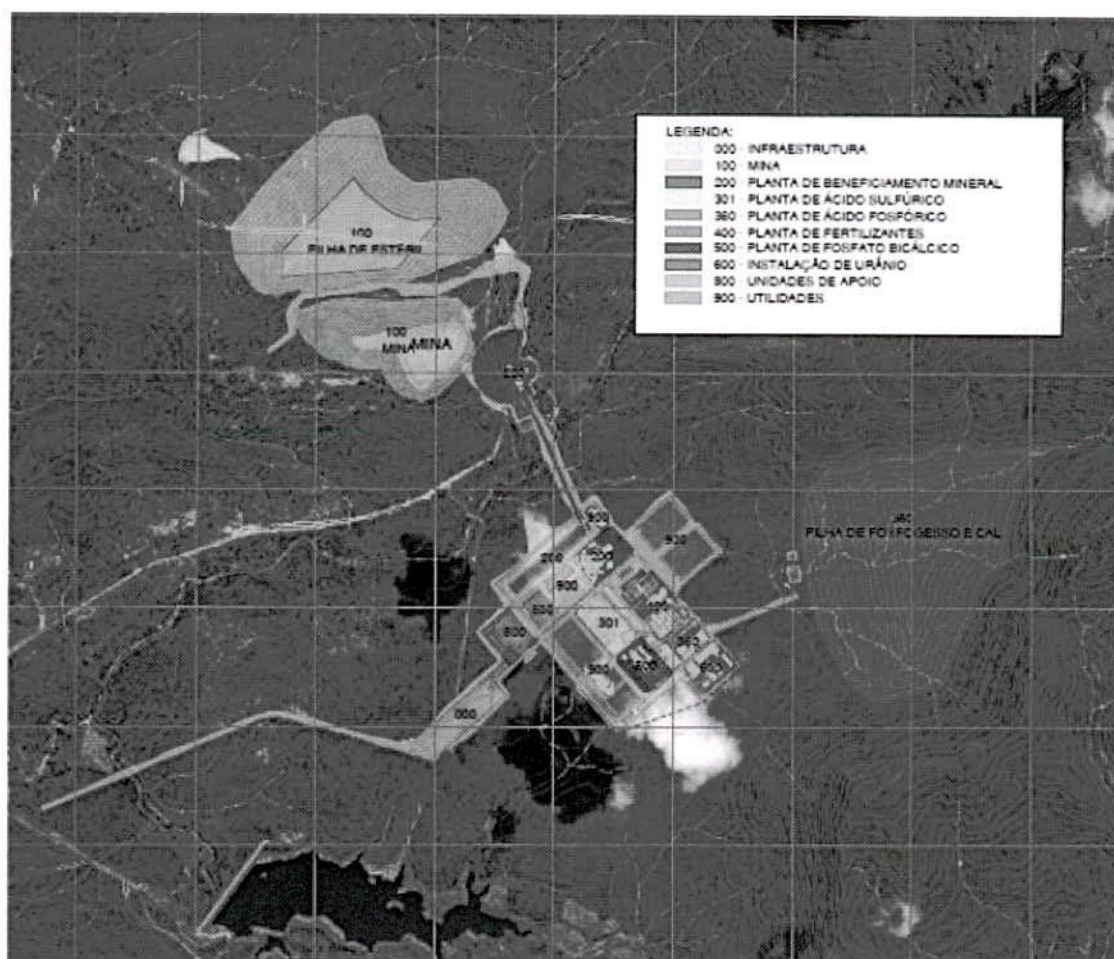 LEGENDA:
000 - INFRAESTRUTURA
100 - MINA
200 - PLANTA DE BENEFICIAMENTO MINERAL
301 - PLANTA DE ÁCIDO SULFÚRICO
360 - PLANTA DE ÁCIDO FOSFÓRICO
400 - PLANTA DE FERTILIZANTES
500 - PLANTA DE FOSFATO BICÁLCICO
600 - INSTALAÇÃO DE URÂNIO
800 - UNIDADES DE APOIO
900 - UTILIDADES
100
PILHA DE ESTÉRIL
100
MINA
MINA
360
PILHA DE FOSFOGESSO E CAL
900
900
200
200
900
301
360
900
000